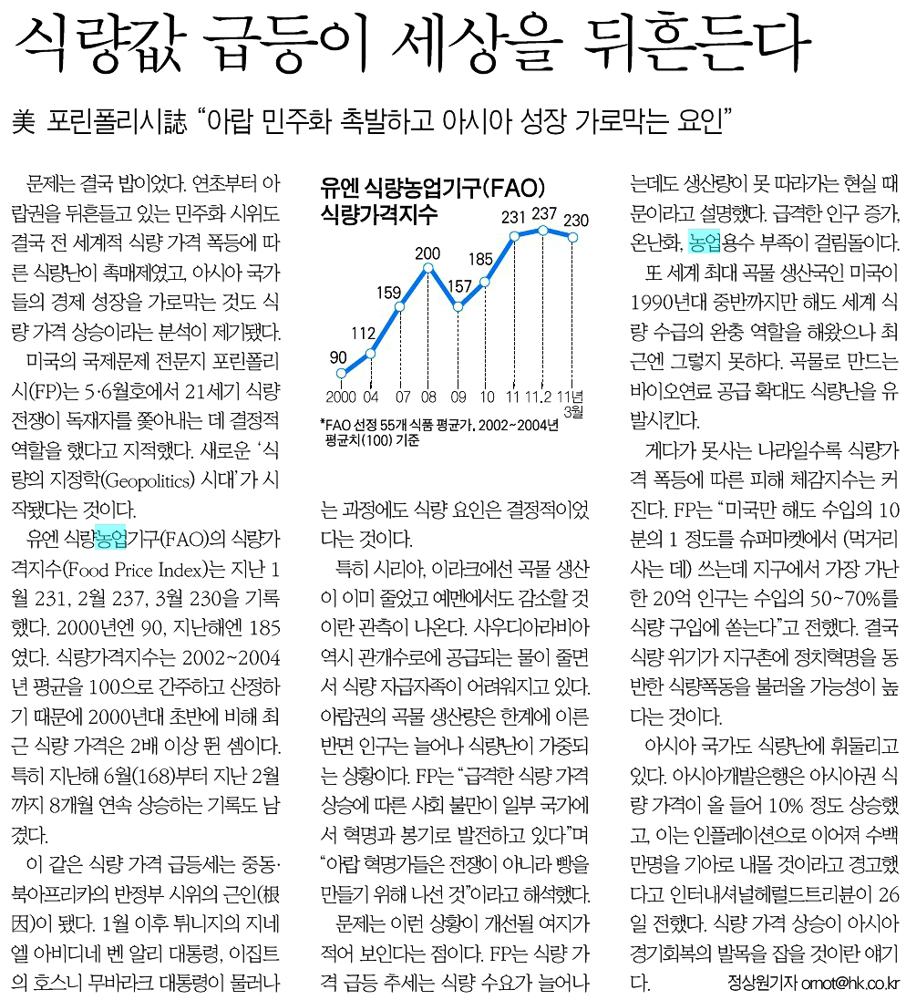 식량값 급등이 세상을 뒤흔든다
美 포린폴리시誌 “아랍 민주화 촉발하고 아시아 성장 가로막는 요인”
문제는 결국 밥이었다. 연초부터 아
랍권을 뒤흔들고 있는 민주화 시위도
결국 전 세계적 식량 가격 폭등에 따
른 식량난이 촉매제였고, 아시아 국가
들의 경제 성장을 가로막는 것도 식
량 가격 상승이라는 분석이 제기됐다.
미국의 국제문제 전문지 포린폴리
시(FP)는 5·6월호에서 21세기 식량
전쟁이 독재자를 쫓아내는 데 결정적
역할을 했다고 지적했다. 새로운 ‘식
량의 지정학(Geopolitics) 시대’가 시
작됐다는 것이다.
유엔 식량농업기구(FAO)의 식량가
격지수(Food Price Index)는 지난 1
월 231, 2월 237, 3월 230을 기록
했다. 2000년엔 90, 지난해엔 185
였다. 식량가격지수는 2002~2004
년 평균을 100으로 간주하고 산정하
기 때문에 2000년대 초반에 비해 최
근 식량 가격은 2배 이상 뛴 셈이다.
특히 지난해 6월(168)부터 지난 2월
까지 8개월 연속 상승하는 기록도 남
겼다.
이 같은 식량 가격 급등세는 중동·
북아프리카의 반정부 시위의 근인(根
因)이 됐다. 1월 이후 튀니지의 지네
엘 아비디네 벤 알리 대통령, 이집트
의 호스니 무바라크 대통령이 물러나
유엔 식량농업기구(FAO)
식량가격지수
90
112
159
200
157
185
231
237
230
2000 04 07 08 09 10 11 11.2 11년
3월
*FAO 선정 55개 식품 평균가. 2002~2004년
평균치(100) 기준
는 과정에도 식량 요인은 결정적이었
다는 것이다.
특히 시리아, 이라크에선 곡물 생산
이 이미 줄었고 예멘에서도 감소할 것
이란 관측이 나온다. 사우디아라비아
역시 관개수로에 공급되는 물이 줄면
서 식량 자급자족이 어려워지고 있다.
아랍권의 곡물 생산량은 한계에 이른
반면 인구는 늘어나 식량난이 가중되
는 상황이다. FP는 “급격한 식량 가격
상승에 따른 사회 불만이 일부 국가에
서 혁명과 봉기로 발전하고 있다”며
“아랍 혁명가들은 전쟁이 아니라 빵을
만들기 위해 나선 것”이라고 해석했다.
문제는 이런 상황이 개선될 여지가
적어 보인다는 점이다. FP는 식량 가
격 급등 추세는 식량 수요가 늘어나
는데도 생산량이 못 따라가는 현실 때
문이라고 설명했다. 급격한 인구 증가,
온난화, 농업용수 부족이 걸림돌이다.
또 세계 최대 곡물 생산국인 미국이
1990년대 중반까지만 해도 세계 식
량 수급의 완충 역할을 해왔으나 최
근엔 그렇지 못하다. 곡물로 만드는
바이오연료 공급 확대도 식량난을 유
발시킨다.
게다가 못사는 나라일수록 식량가
격 폭등에 따른 피해 체감지수는 커
진다. FP는 “미국만 해도 수입의 10
분의 1 정도를 슈퍼마켓에서 (먹거리
사는 데) 쓰는데 지구에서 가장 가난
한 20억 인구는 수입의 50~70%를
식량 구입에 쏟는다”고 전했다. 결국
식량 위기가 지구촌에 정치혁명을 동
반한 식량폭동을 불러올 가능성이 높
다는 것이다.
아시아 국가도 식량난에 휘둘리고
있다. 아시아개발은행은 아시아권 식
량 가격이 올 들어 10% 정도 상승했
고, 이는 인플레이션으로 이어져 수백
만명을 기아로 내몰 것이라고 경고했
다고 인터내셔널헤럴드트리뷴이 26
일 전했다. 식량 가격 상승이 아시아
경기회복의 발목을 잡을 것이란 얘기
다. 정상원기자 ornot@hk.co.kr